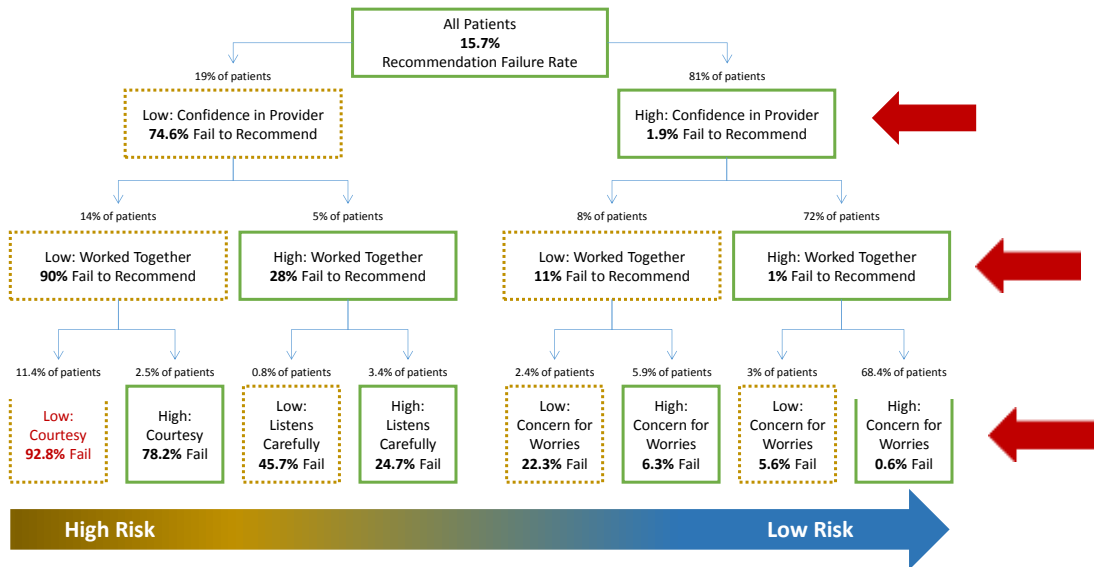 All Patients
15.7%
Recommendation Failure Rate
19% of patients
81% of patients
Low: Confidence in Provider
74.6% Fail to Recommend
High: Confidence in Provider
1.9% Fail to Recommend
14% of patients
5% of patients
8% of patients
72% of patients
Low: Worked Together
90% Fail to Recommend
High: Worked Together
28% Fail to Recommend
Low: Worked Together
11% Fail to Recommend
High: Worked Together
1% Fail to Recommend
11.4% of patients
2.5% of patients
0.8% of patients
3.4% of patients
2.4% of patients
5.9% of patients
3% of patients
68.4% of patients
Low:
Courtesy
92.8% Fail
High:
Courtesy
78.2% Fail
Low:
Listens
Carefully
45.7% Fail
High:
Listens
Carefully
24.7% Fail
Low:
Concern for
Worries
22.3% Fail
High:
Concern for
Worries
6.3% Fail
Low:
Concern for
Worries
5.6% Fail
High:
Concern for
Worries
0.6% Fail
High Risk
Low Risk